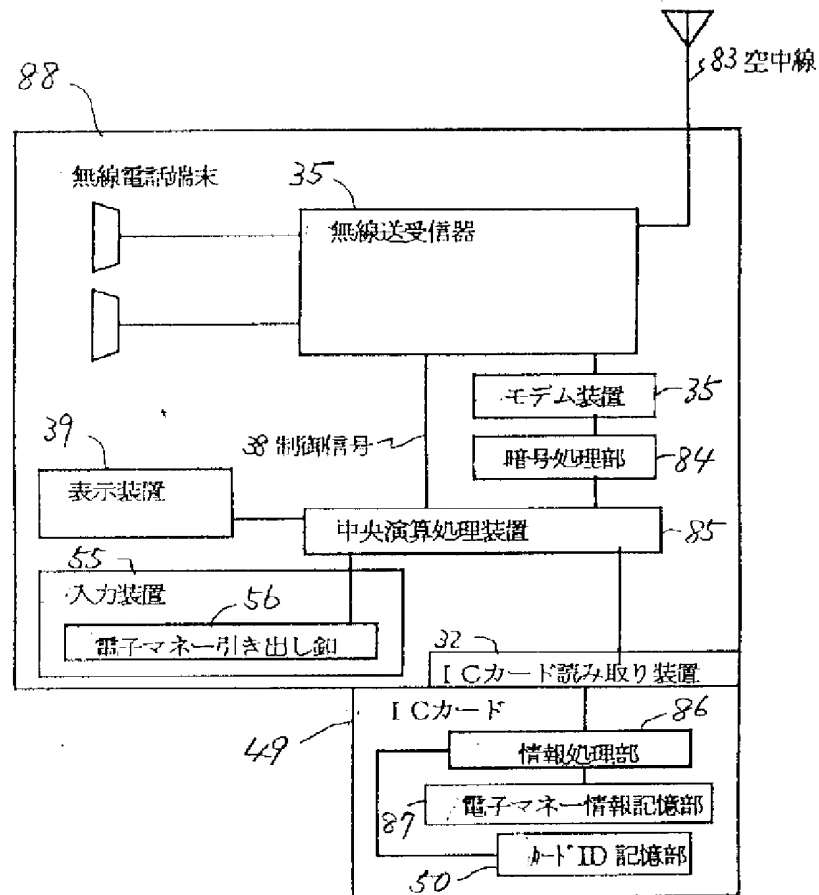 83 空中線
88
無線電話端末
35
無線送受信器
モデム装置
35
38 制御信号
暗号処理部
84
39
表示装置
中央演算処理装置
85
55
入力装置
56
電子マネー引き出し釦
32
ICカード読み取り装置
ICカード
49
86
情報処理部
87
電子マネー情報記憶部
カードID記憶部
50